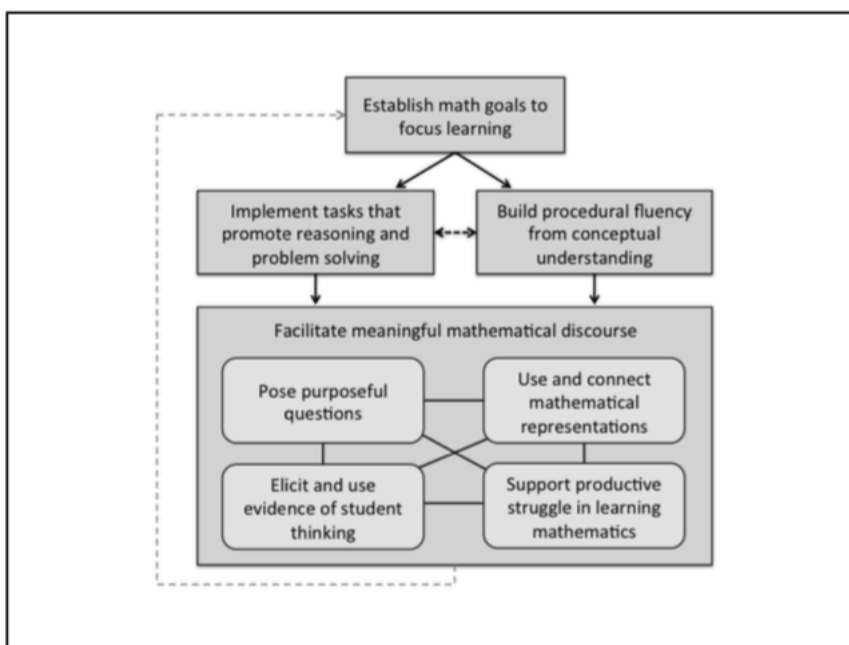 Establish math goals to
focus learning
Implement tasks that
promote reasoning and
problem solving
Build procedural fluency
from conceptual
understanding
Facilitate meaningful mathematical discourse
Pose purposeful
questions
Use and connect
mathematical
representations
Elicit and use
evidence of student
thinking
Support productive
struggle in learning
mathematics